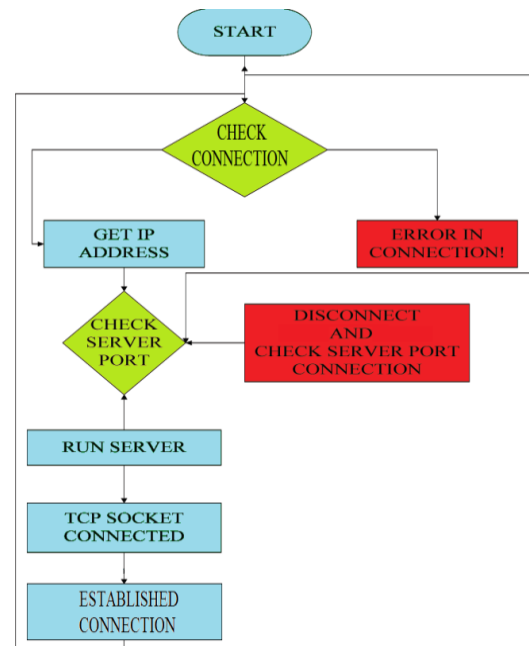 START
CHECK
CONNECTION
GET IP
ADDRESS
ERROR IN
CONNECTION!
CHECK
SERVER
PORT
DISCONNECT
AND
CHECK SERVER PORT
CONNECTION
RUN SERVER
TCP SOCKET
CONNECTED
ESTABLISHED
CONNECTION